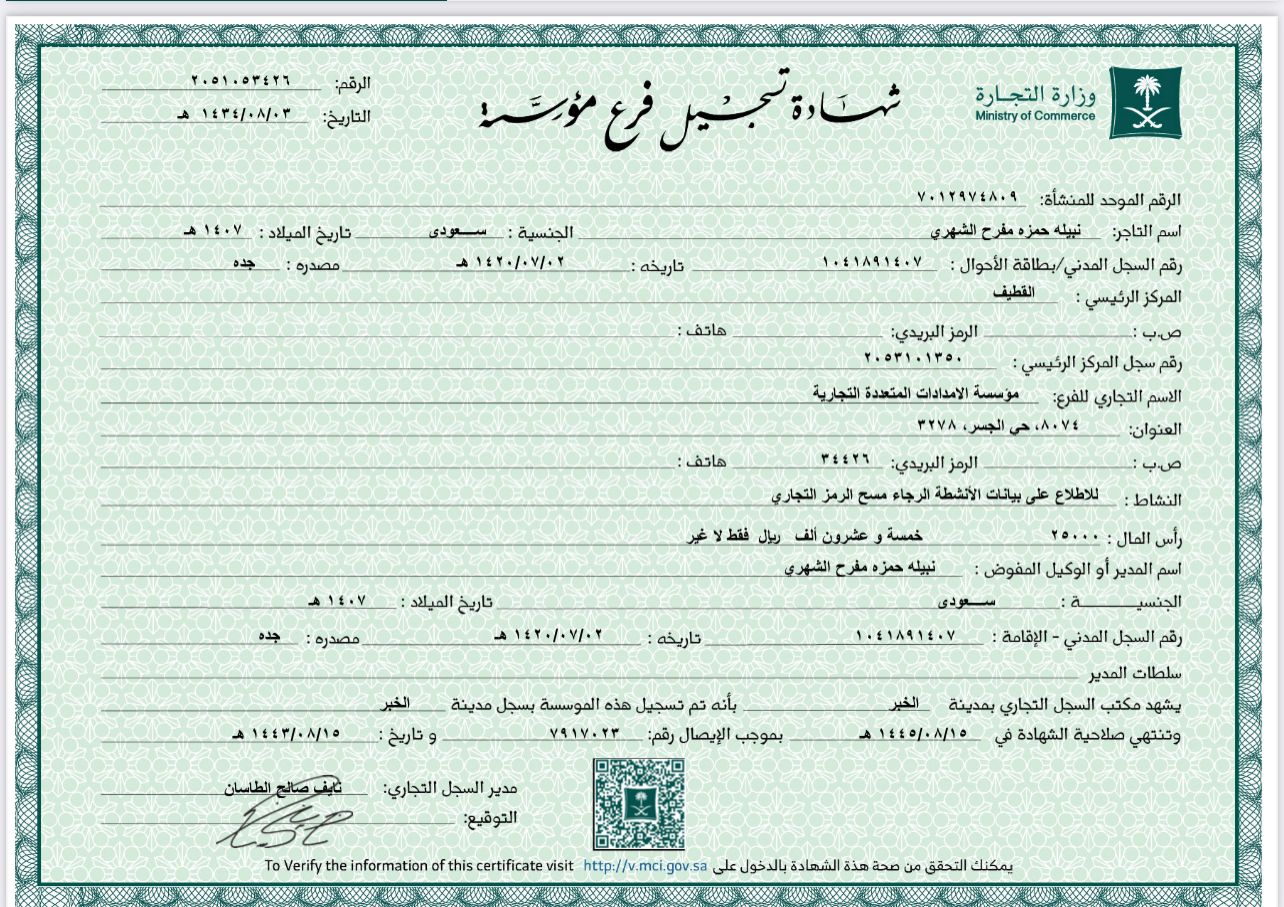 وزارة التجارة
Ministry of Commerce
شهادة تسجيل فرع مؤسسة
الرقم: ٢٠٥١٠٥٣٤٢٦
التاريخ: ١٤٣٤/٠٨/٠٣ هـ
الرقم الموحد للمنشأة: ٧٠١٢٩٧٤٨٠٩
اسم التاجر: نبيله حمزه مفرح الشهري الجنسية : سعودى تاريخ الميلاد : ١٤٠٧ هـ
رقم السجل المدني/بطاقة الأحوال : ١٠٤١٨٩١٤٠٧ تاريخه : ١٤٢٠/٠٧/٠٢ هـ مصدره : جده
المركز الرئيسي : القطيف
ص.ب : الرمز البريدي: هاتف :
رقم سجل المركز الرئيسي : ٢٠٥٣١٠١٣٥٠
الاسم التجاري للفرع: مؤسسة الامدادات المتعددة التجارية
العنوان: ٨٠٧٤، حي الجسر، ٣٢٧٨
ص.ب : الرمز البريدي: ٣٤٤٢٦ هاتف :
النشاط : للاطلاع على بيانات الأنشطة الرجاء مسح الرمز التجاري
رأس المال : ٢٥٠٠٠ خمسة و عشرون ألف ريال فقط لا غير
اسم المدير أو الوكيل المفوض : نبيله حمزه مفرح الشهري
الجنسيـــــــة : سعودى تاريخ الميلاد : ١٤٠٧ هـ
رقم السجل المدني - الإقامة : ١٠٤١٨٩١٤٠٧ تاريخه : ١٤٢٠/٠٧/٠٢ هـ مصدره : جده
سلطات المدير
يشهد مكتب السجل التجاري بمدينة الخبر بأنه تم تسجيل هذه الموسسة بسجل مدينة الخبر
وتنتهي صلاحية الشهادة في ١٤٤٥/٠٨/١٥ هـ بموجب الإيصال رقم: ٧٩١٧٠٢٣ و تاريخ : ١٤٤٣/٠٨/١٥ هـ
مدير السجل التجاري: نايف صالح الطاسان
التوقيع:
يمكنك التحقق من صحة هذة الشهادة بالدخول على http://v.mci.gov.sa To Verify the information of this certificate visit